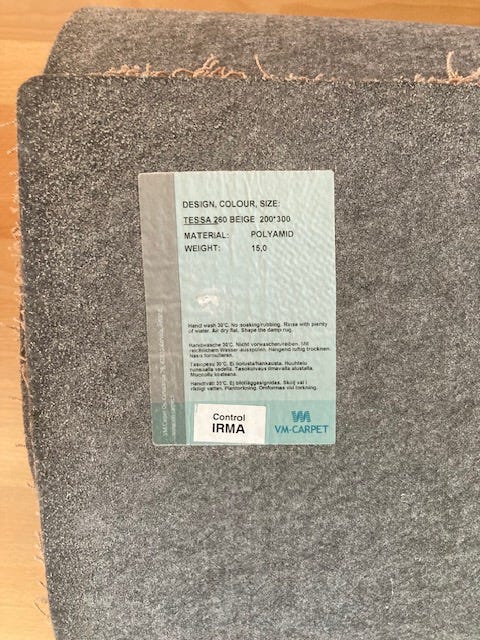 DESIGN, COLOUR, SIZE:
TESSA 260 BEIGE 200*300
MATERIAL: POLYAMID
WEIGHT: 15,0
Hand wash 30°C. No soaking/rubbing. Rinse with plenty
of water. Air dry flat. Shape the damp rug.
Handwäsche 30°C. Nicht vorwaschen/reiben. Mit
reichlichem Wasser ausspülen. Hängend luftig trocknen.
Nass formulieren.
Tasopesu 30°C. Ei liotusta/hankausta. Huuhtelu
runsaalla vedellä. Tasokuivaus ilmavalla alustalla.
Muotoilu kosteana.
Handtvätt 30°C. Ej blötlägges/gnidas. Skölj väl i
rikligt vatten. Plantorkning. Omformas vid torkning.
Control
IRMA
VM-CARPET